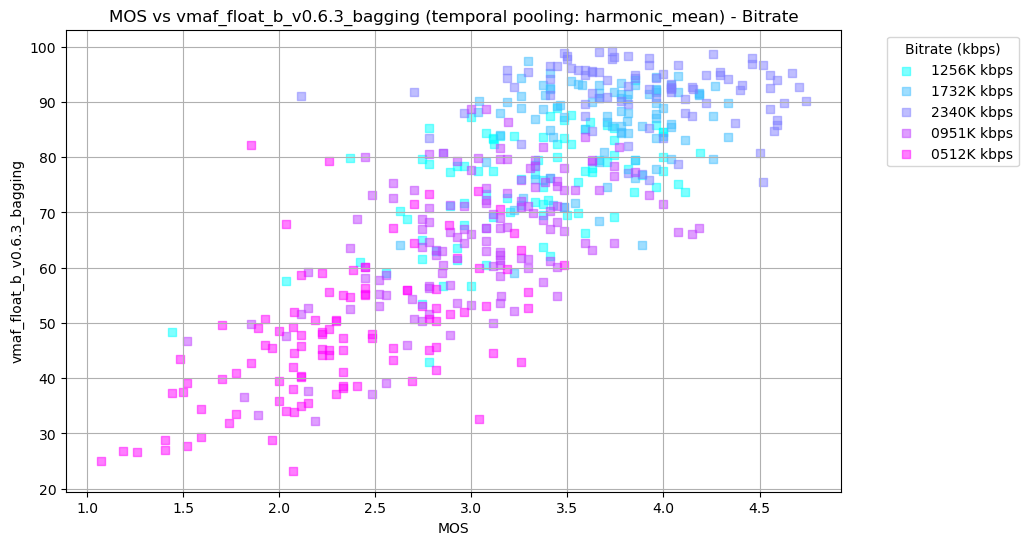 MOS vs vmaf_float_b_v0.6.3_bagging (temporal pooling: harmonic_mean) - Bitrate
vmaf_float_b_v0.6.3_bagging
100
90
80
70
60
50
40
30
20
1.0 1.5 2.0 2.5 3.0 3.5 4.0 4.5
MOS
Bitrate (kbps)
1256K kbps
1732K kbps
2340K kbps
0951K kbps
0512K kbps